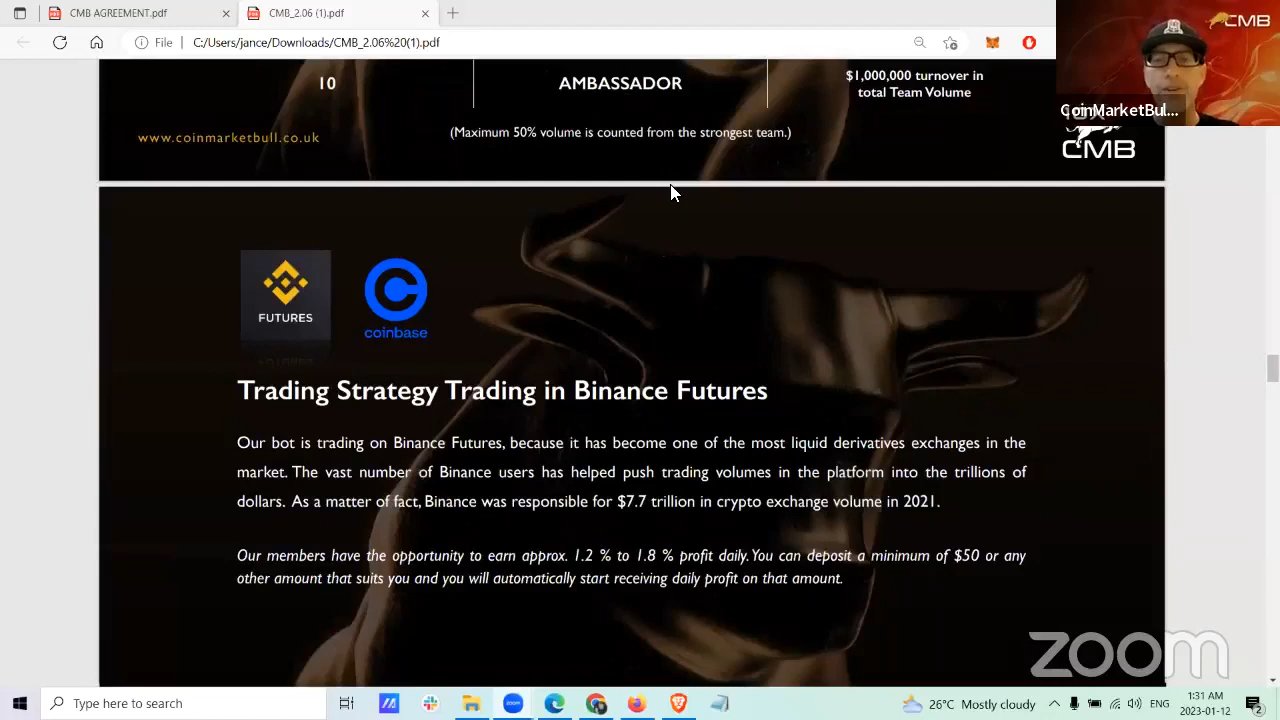 CMB AGREEMENT.pdf
CMB_2.06 (1).pdf
File
C:/Users/jance/Downloads/CMB_2.06%20(1).pdf
CMB
CoinMarketBul...
10
AMBASSADOR
$1,000,000 turnover in
total Team Volume
www.coinmarketbull.co.uk
(Maximum 50% volume is counted from the strongest team.)
CMB
FUTURES
coinbase
Trading Strategy Trading in Binance Futures
Our bot is trading on Binance Futures, because it has become one of the most liquid derivatives exchanges in the
market. The vast number of Binance users has helped push trading volumes in the platform into the trillions of
dollars. As a matter of fact, Binance was responsible for $7.7 trillion in crypto exchange volume in 2021.
Our members have the opportunity to earn approx. 1.2 % to 1.8 % profit daily. You can deposit a minimum of $50 or any
other amount that suits you and you will automatically start receiving daily profit on that amount.
zoom
Type here to search
26°C Mostly cloudy
ENG
1:31 AM
2023-01-12
2